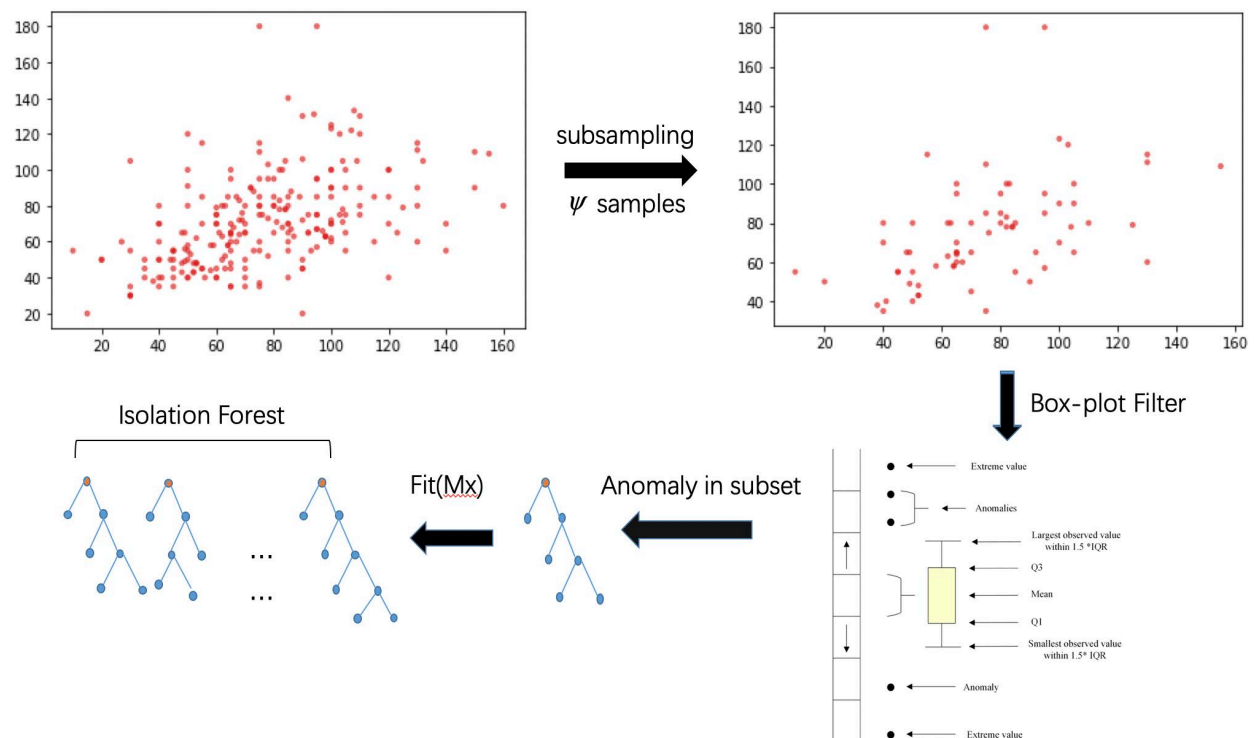 180
160
140
120
100
80
60
40
20
20 40 60 80 100 120 140 160
subsampling
ψ samples
180
160
140
120
100
80
60
40
20 40 60 80 100 120 140 160
Box-plot Filter
Isolation Forest
...
...
Fit(Mx)
Anomaly in subset
Extreme value
Anomalies
Largest observed value
within 1.5 *IQR
Q3
Mean
Q1
Smallest observed value
within 1.5* IQR
Anomaly
Extreme value